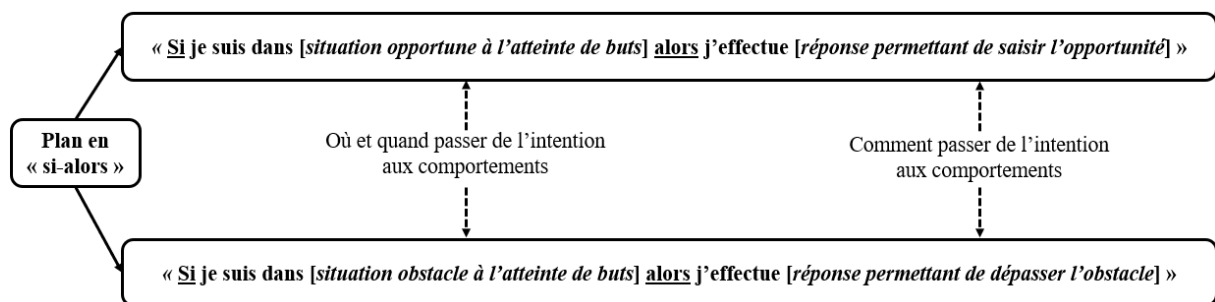 « Si je suis dans [situation opportune à l’atteinte de buts] alors j’effectue [réponse permettant de saisir l’opportunité] »
Plan en
« si-alors »
Où et quand passer de l’intention
aux comportements
Comment passer de l’intention
aux comportements
« Si je suis dans [situation obstacle à l’atteinte de buts] alors j’effectue [réponse permettant de dépasser l’obstacle] »